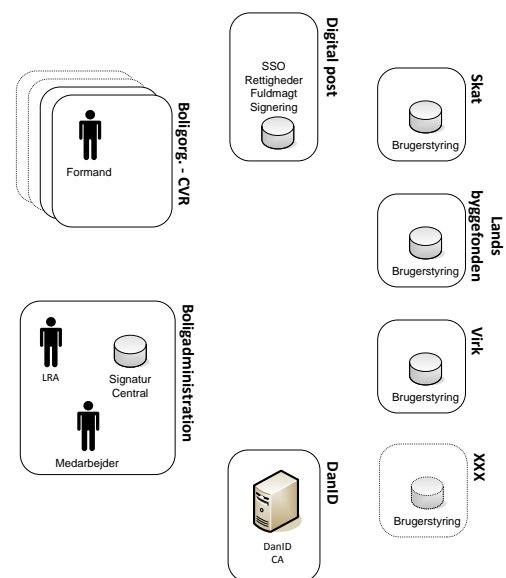 Boligorg. - CVR
Formand
Digital post
SSO
Rettigheder
Fuldmagt
Signering
Skat
Brugerstyring
Lands
byggefonden
Brugerstyring
Boligadministration
LRA
Signatur
Central
Medarbejder
Virk
Brugerstyring
DanID
DanID
CA
XXX
Brugerstyring